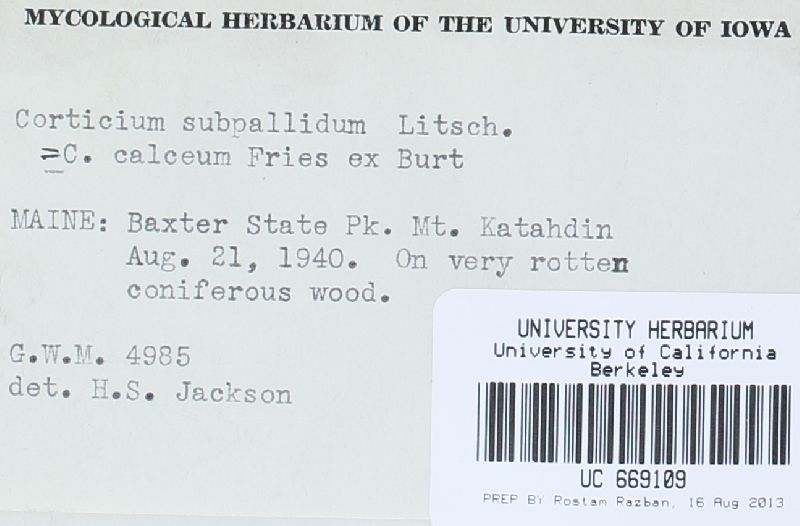 MYCOLOGICAL HERBARIUM OF THE UNIVERSITY OF IOWA
Corticium subpallidum Litsch.
=C. calceum Fries ex Burt
MAINE: Baxter State Pk. Mt. Katahdin
Aug. 21, 1940. On very rotten
coniferous wood.
G.W.M. 4985
det. H.S. Jackson
UNIVERSITY HERBARIUM
University of California
Berkeley
UC 669109
PREP BY Rostam Razban, 16 Aug 2013